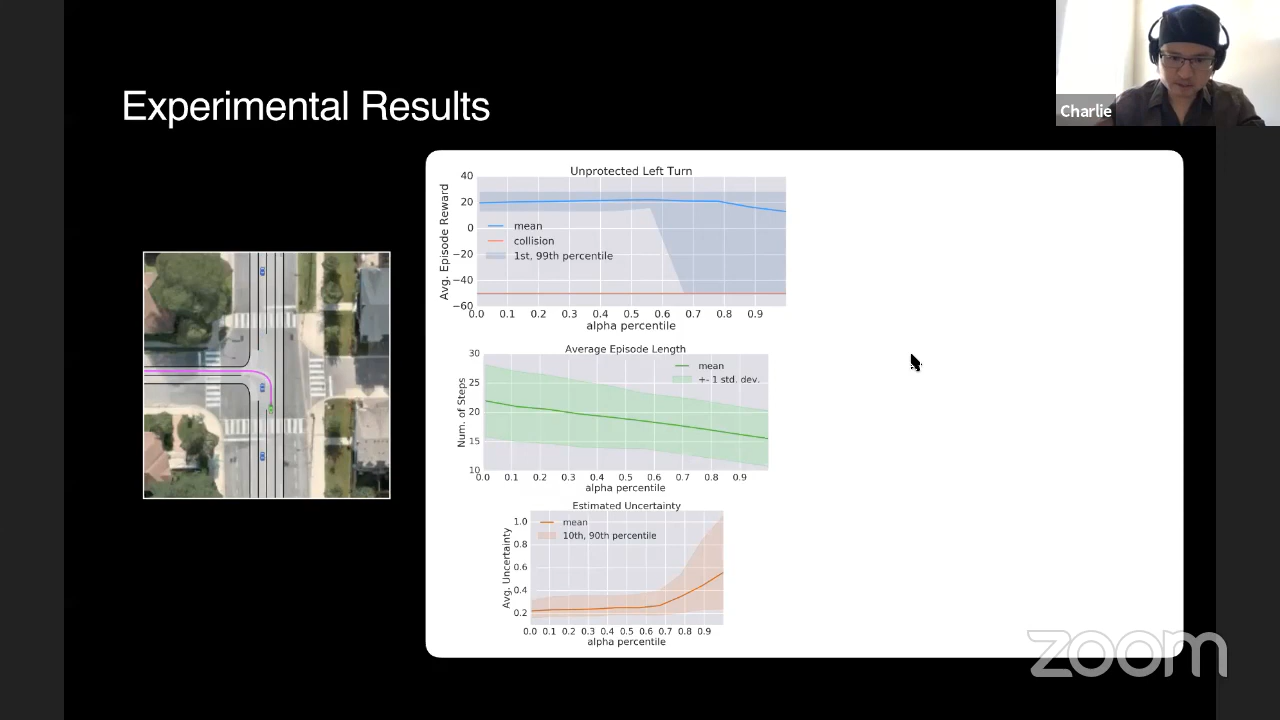 Experimental Results
Charlie
Unprotected Left Turn
Avg. Episode Reward
40
20
0
−20
−40
−60
mean
collision
1st, 99th percentile
0.0 0.1 0.2 0.3 0.4 0.5 0.6 0.7 0.8 0.9
alpha percentile
Average Episode Length
Num. of Steps
30
25
20
15
10
mean
+- 1 std. dev.
0.0 0.1 0.2 0.3 0.4 0.5 0.6 0.7 0.8 0.9
alpha percentile
Estimated Uncertainty
Avg. Uncertainty
1.0
0.8
0.6
0.4
0.2
mean
10th, 90th percentile
0.0 0.1 0.2 0.3 0.4 0.5 0.6 0.7 0.8 0.9
alpha percentile
zoom